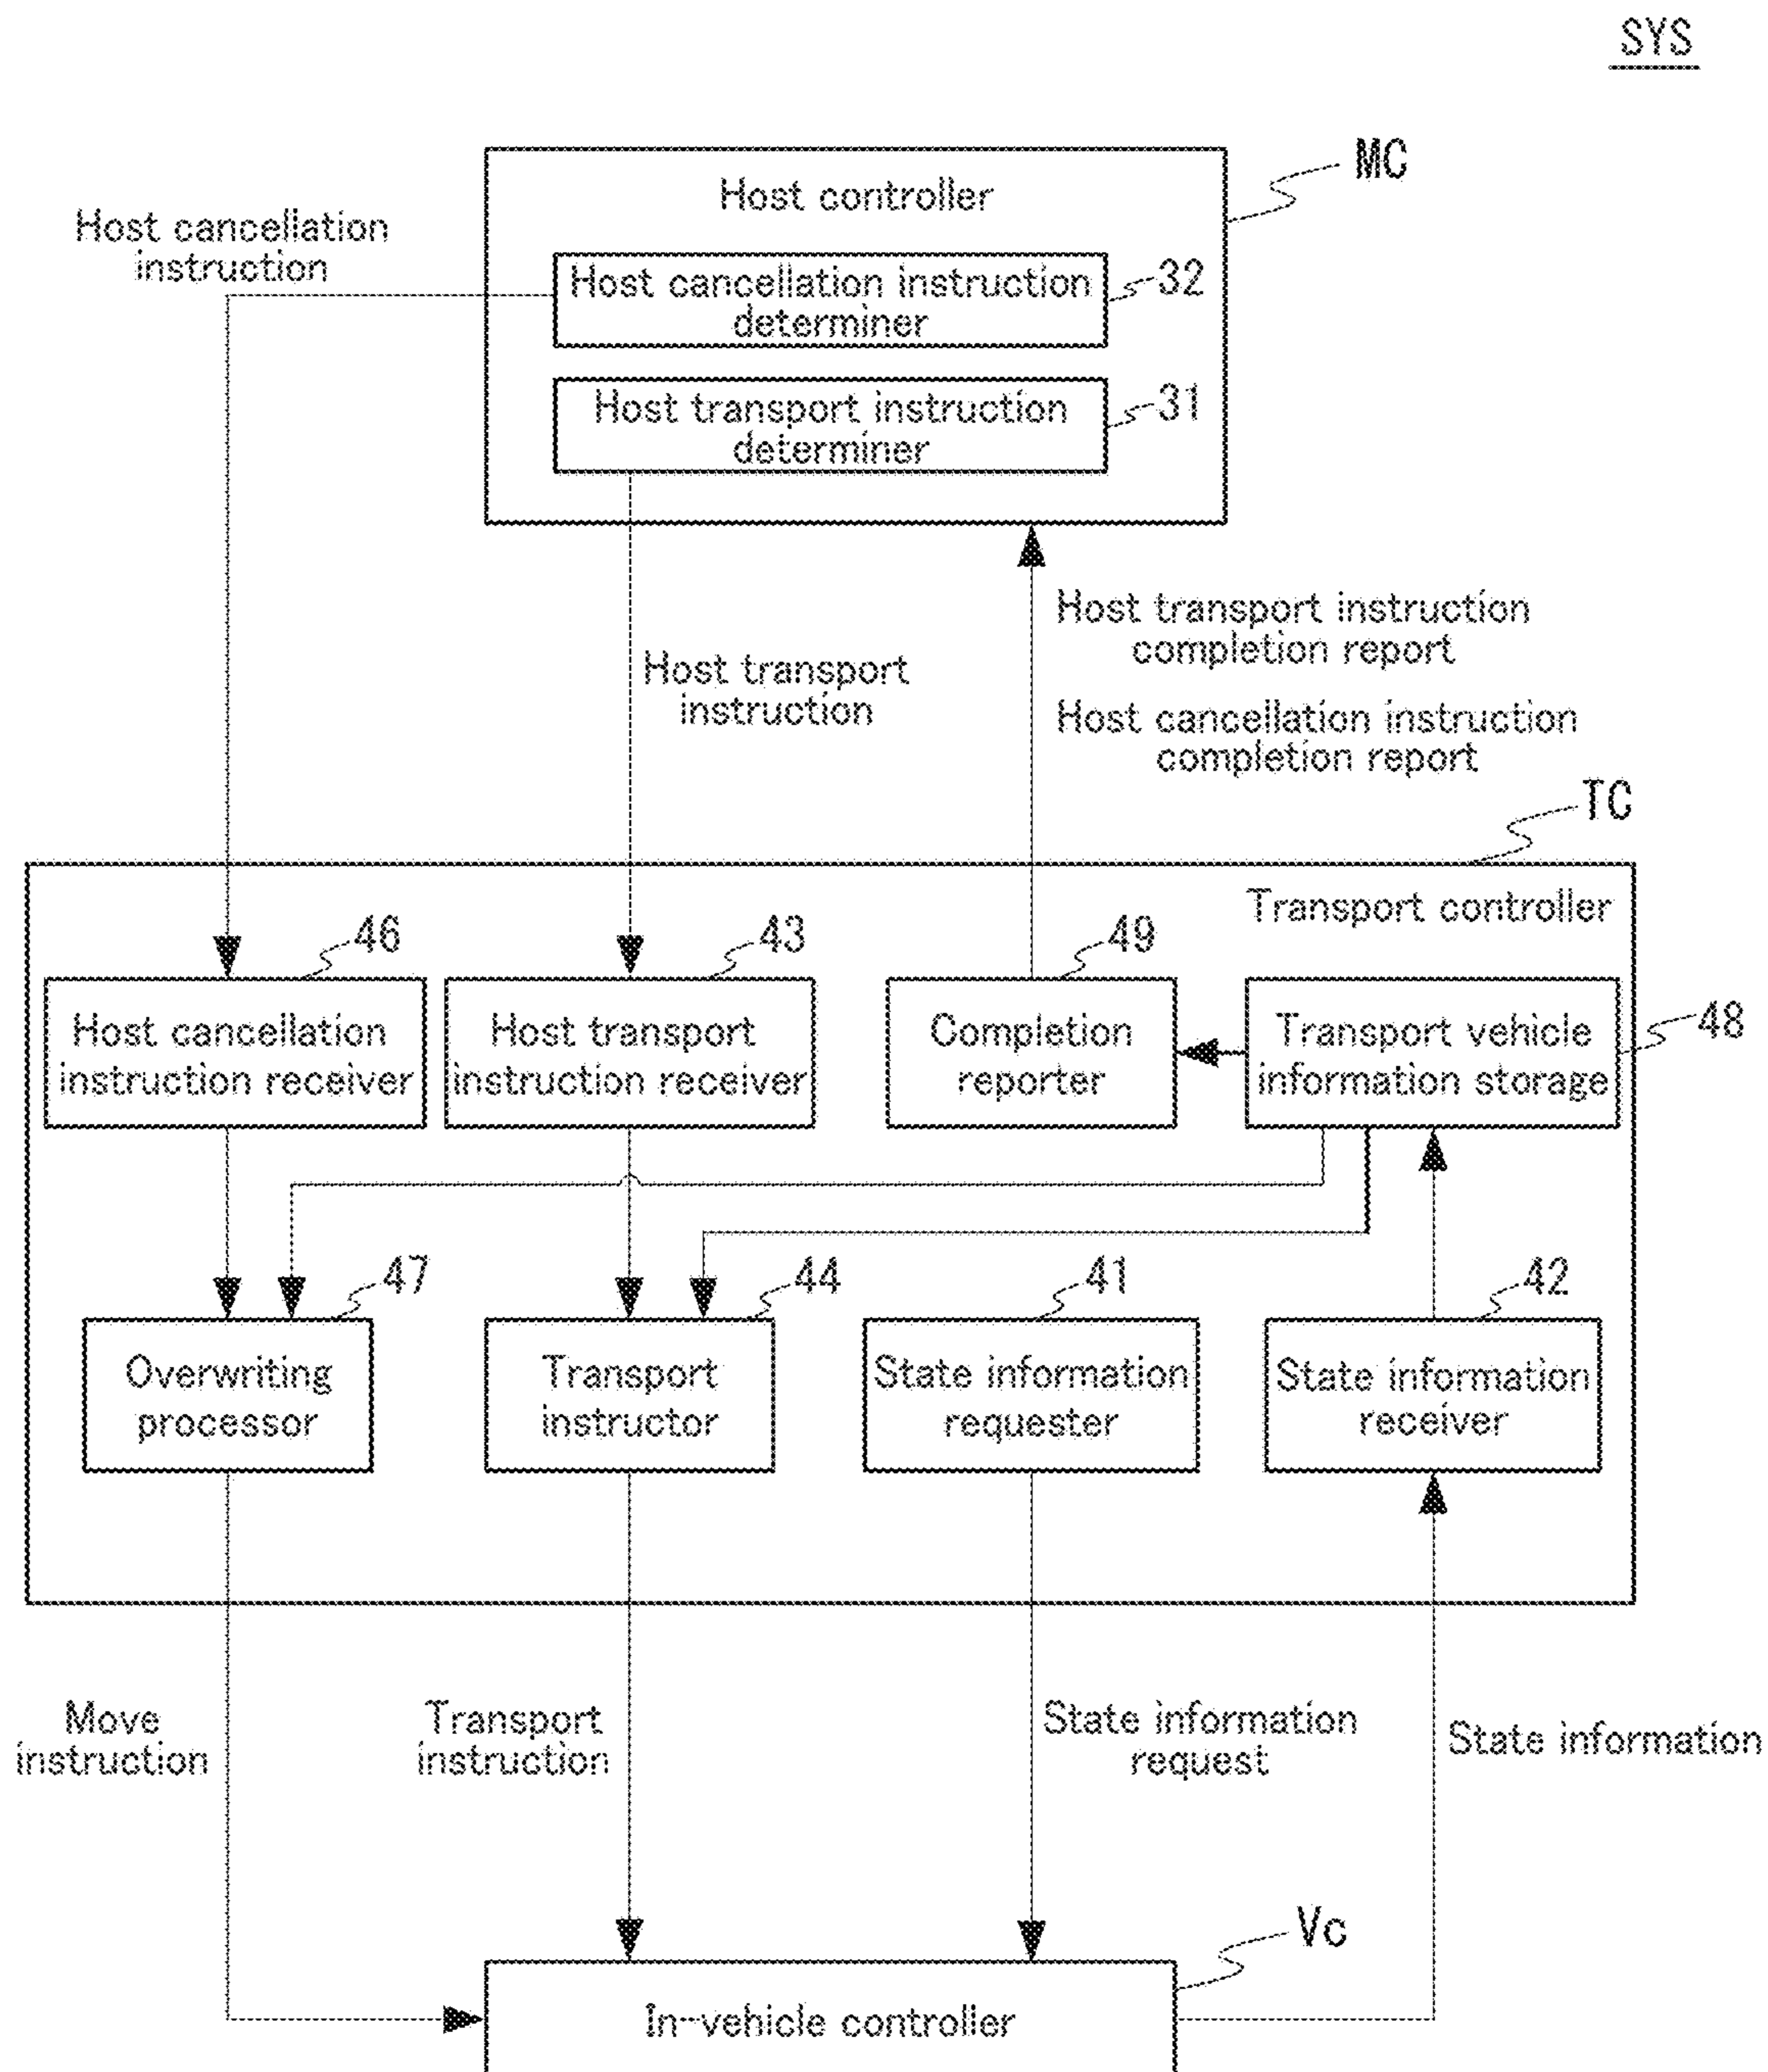 SYS
MC
Host controller
Host cancellation
instruction
Host cancellation instruction
determiner
32
Host transport instruction
determiner
31
Host transport instruction
completion report
Host transport
instruction
Host cancellation instruction
completion report
TC
Transport controller
46
43
49
48
Host cancellation
instruction receiver
Host transport
instruction receiver
Completion
reporter
Transport vehicle
information storage
47
44
41
42
Overwriting
processor
Transport
instructor
State information
requester
State information
receiver
Move
instruction
Transport
instruction
State information
request
State information
Vc
In-vehicle controller